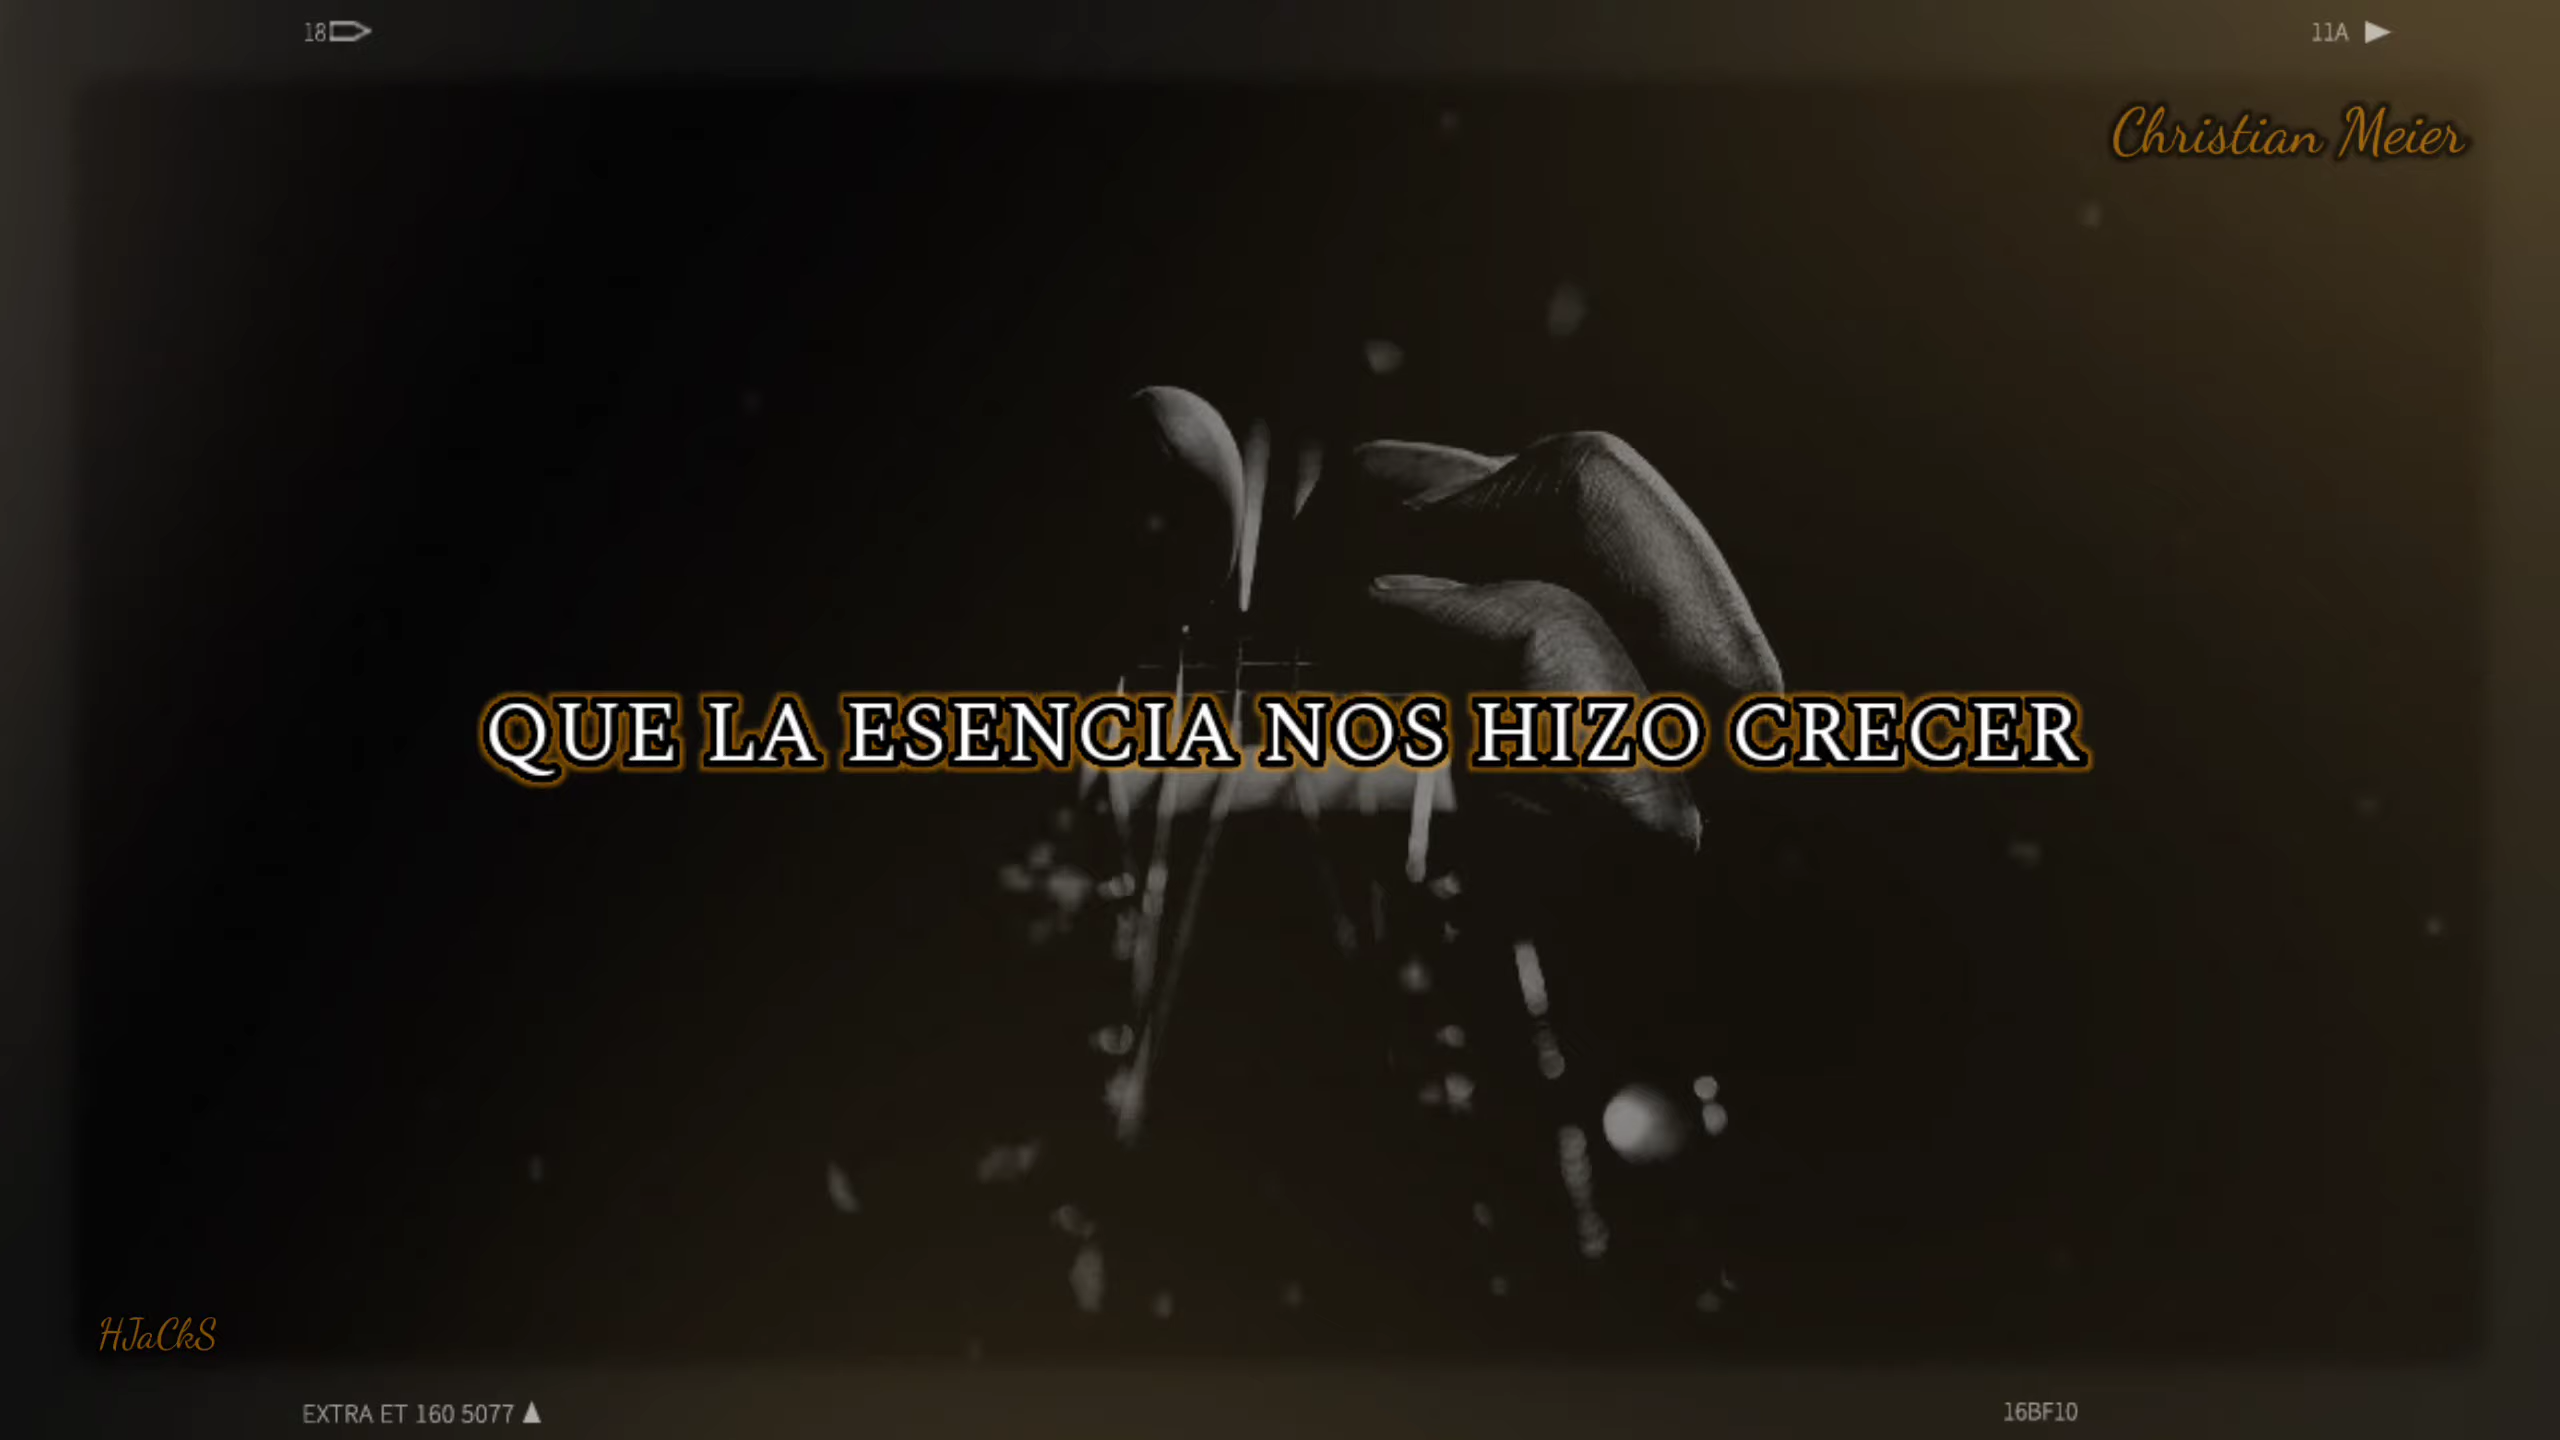 18
11A
Christian Meier
QUE LA ESENCIA NOS HIZO CRECER
HJaCkS
EXTRA ET 160 5077
16BF10